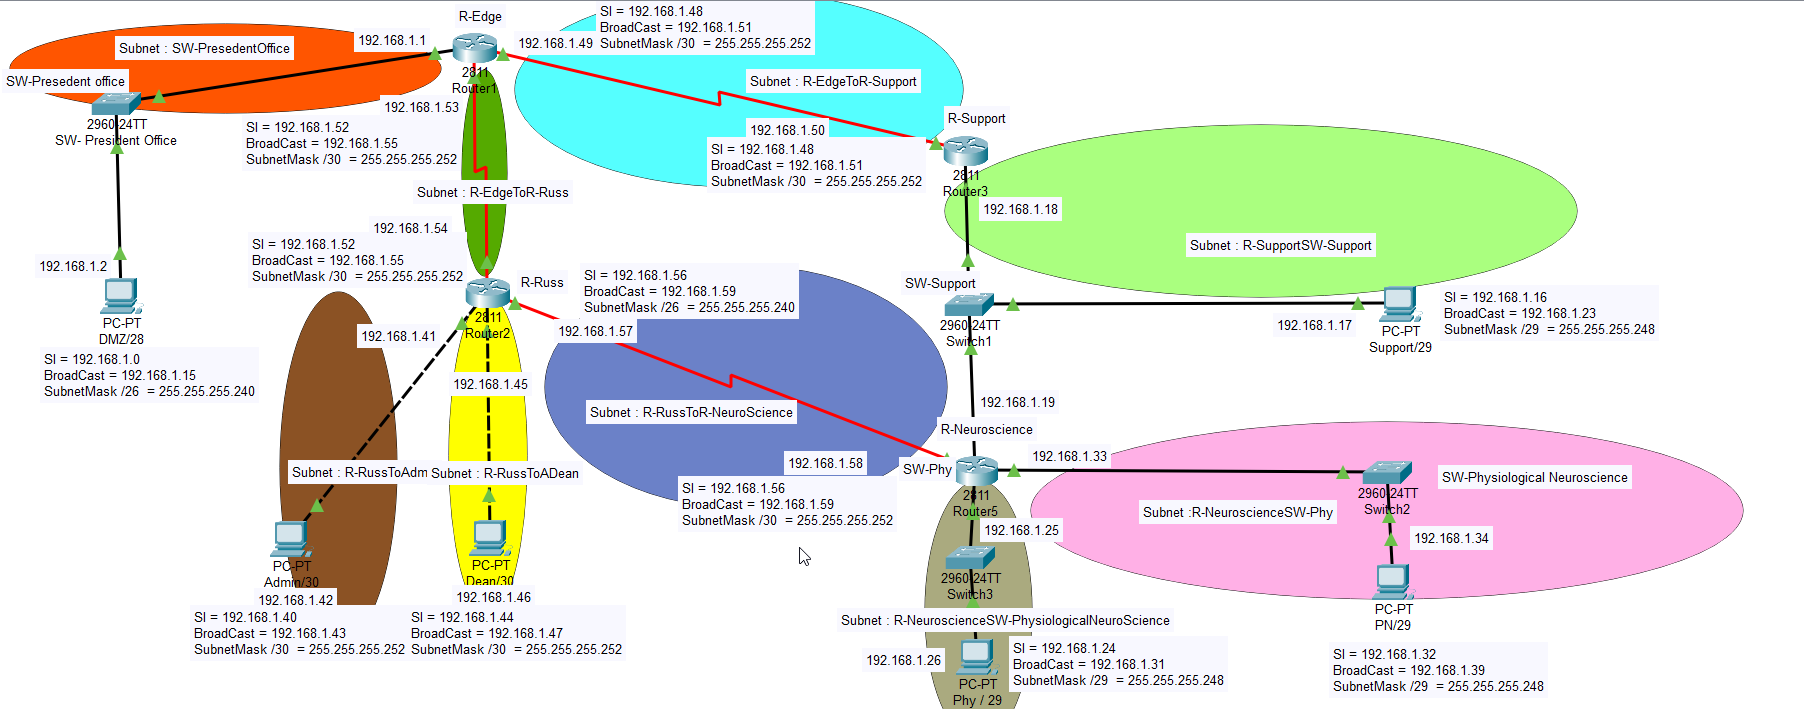 R-Edge
SI = 192.168.1.48
BroadCast = 192.168.1.51
SubnetMask /30  = 255.255.255.252
192.168.1.1
192.168.1.49
Subnet : SW-PresedentOffice
SW-Presedent office
2811
Router1
Subnet : R-EdgeToR-Support
192.168.1.53
2960-24TT
SW- President Office
SI = 192.168.1.52
BroadCast = 192.168.1.55
SubnetMask /30  = 255.255.255.252
192.168.1.50
R-Support
SI = 192.168.1.48
BroadCast = 192.168.1.51
SubnetMask /30  = 255.255.255.252
2811
Router3
192.168.1.18
Subnet : R-EdgeToR-Russ
192.168.1.54
SI = 192.168.1.52
BroadCast = 192.168.1.55
SubnetMask /30  = 255.255.255.252
Subnet : R-SupportSW-Support
192.168.1.2
PC-PT
DMZ/28
SI = 192.168.1.0
BroadCast = 192.168.1.15
SubnetMask /26  = 255.255.255.240
R-Russ
2811
Router2
SI = 192.168.1.56
BroadCast = 192.168.1.59
SubnetMask /26  = 255.255.255.240
192.168.1.57
SW-Support
2960-24TT
Switch1
192.168.1.17
PC-PT
Support/29
SI = 192.168.1.16
BroadCast = 192.168.1.23
SubnetMask /29  = 255.255.255.248
192.168.1.41
192.168.1.45
Subnet : R-RussToR-NeuroScience
192.168.1.19
R-Neuroscience
192.168.1.58
SW-Phy
192.168.1.33
2811
Router5
Subnet : R-RussToAdm
Subnet : R-RussToADean
SI = 192.168.1.56
BroadCast = 192.168.1.59
SubnetMask /30  = 255.255.255.252
2960-24TT
Switch2
SW-Physiological Neuroscience
Subnet :R-NeuroscienceSW-Phy
192.168.1.25
192.168.1.34
PC-PT
Admin/30
192.168.1.42
PC-PT
Dean/30
192.168.1.46
2960-24TT
Switch3
PC-PT
PN/29
SI = 192.168.1.40
BroadCast = 192.168.1.43
SubnetMask /30  = 255.255.255.252
SI = 192.168.1.44
BroadCast = 192.168.1.47
SubnetMask /30  = 255.255.255.252
Subnet : R-NeuroscienceSW-PhysiologicalNeuroScience
192.168.1.26
PC-PT
Phy / 29
SI = 192.168.1.24
BroadCast = 192.168.1.31
SubnetMask /29  = 255.255.255.248
SI = 192.168.1.32
BroadCast = 192.168.1.39
SubnetMask /29  = 255.255.255.248